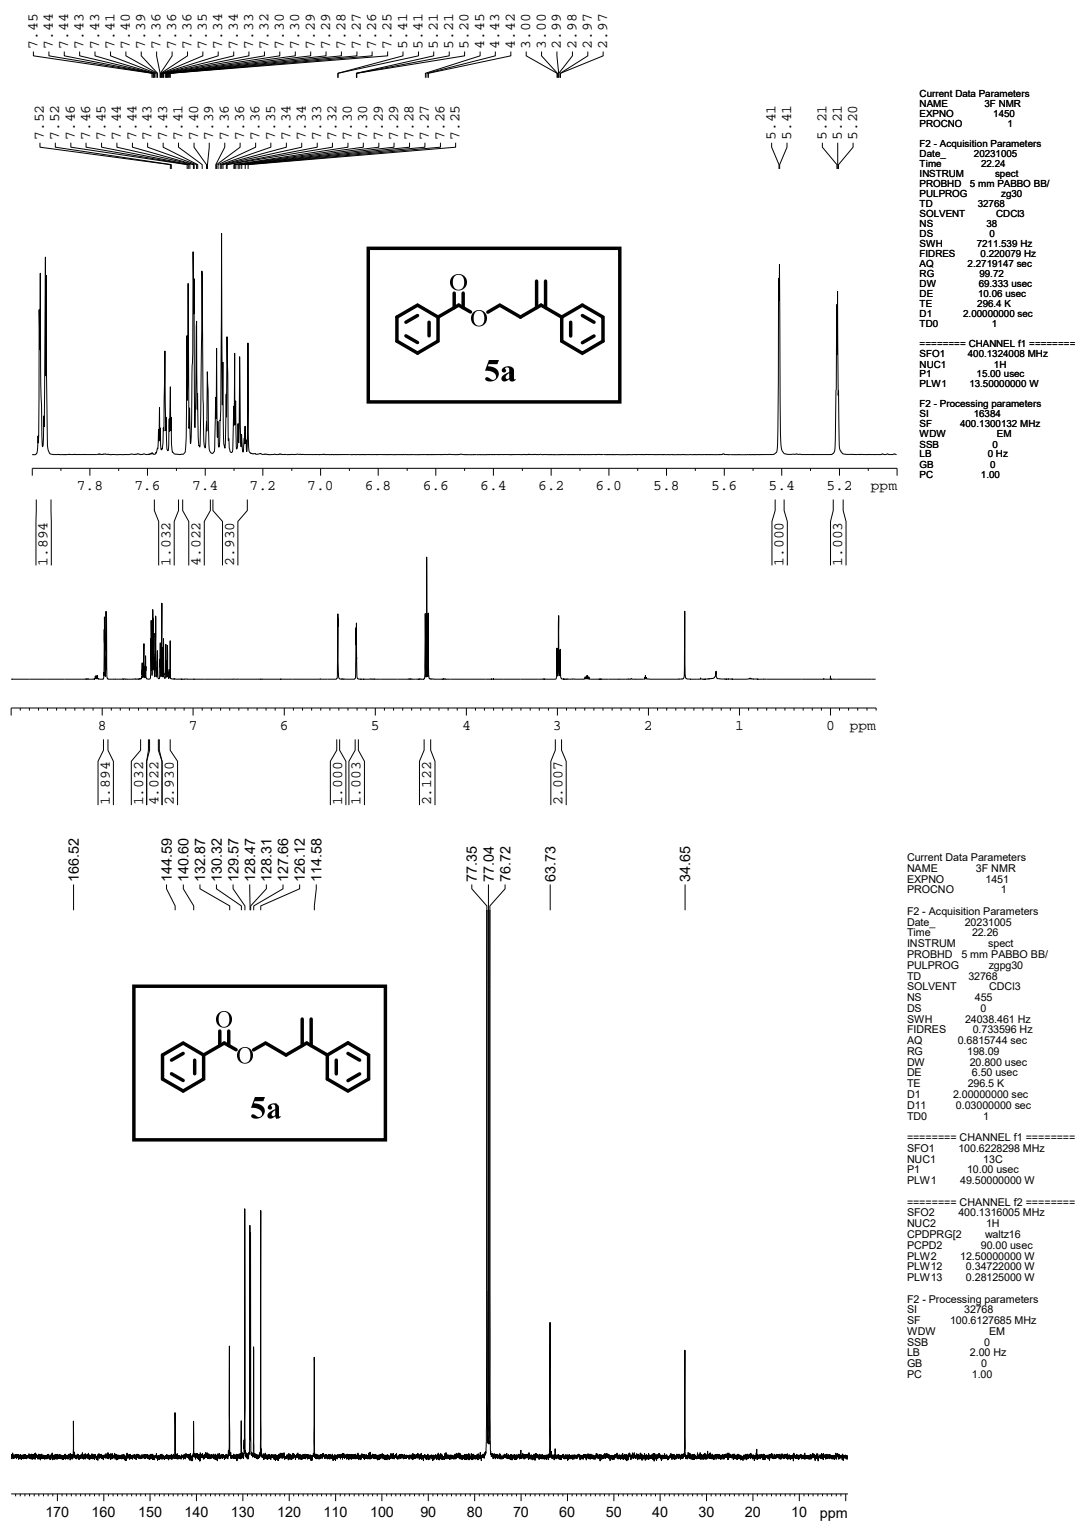 7.45 7.44 7.44 7.43 7.43 7.41 7.40 7.39 7.36 7.36 7.36 7.35 7.34 7.34 7.33 7.32 7.30 7.30 7.29 7.29 7.28 7.27 7.26 7.25 5.41 5.41 5.21 5.21 5.20 4.45 4.43 4.42 3.00 3.00 2.99 2.98 2.97 2.97
7.52 7.52 7.46 7.46 7.45 7.44 7.44 7.43 7.43 7.41 7.40 7.39 7.36 7.36 7.36 7.35 7.34 7.34 7.33 7.32 7.30 7.30 7.29 7.29 7.28 7.27 7.26 7.25
5.41 5.41
5.21 5.21 5.20
O
O
5a
7.8 7.6 7.4 7.2 7.0 6.8 6.6 6.4 6.2 6.0 5.8 5.6 5.4 5.2 ppm
1.894 1.032 4.022 2.930 1.000 1.003
8 7 6 5 4 3 2 1 0 ppm
1.894 1.032 4.022 2.930 1.000 1.003 2.122 2.007
Current Data Parameters
NAME 3F NMR
EXPNO 1450
PROCNO 1
F2 - Acquisition Parameters
Date_ 20231005
Time 22.24
INSTRUM spect
PROBHD 5 mm PABBO BB/
PULPROG zg30
TD 32768
SOLVENT CDCl3
NS 38
DS 0
SWH 7211.539 Hz
FIDRES 0.220079 Hz
AQ 2.2719147 sec
RG 99.72
DW 69.333 usec
DE 10.06 usec
TE 296.4 K
D1 2.00000000 sec
TD0 1
======== CHANNEL f1 ========
SFO1 400.1324008 MHz
NUC1 1H
P1 15.00 usec
PLW1 13.50000000 W
F2 - Processing parameters
SI 16384
SF 400.1300132 MHz
WDW EM
SSB 0
LB 0 Hz
GB 0
PC 1.00
166.52 144.59 140.60 132.87 130.32 129.57 128.47 128.31 127.66 126.12 114.58 77.35 77.04 76.72 63.73 34.65
O
O
5a
170 160 150 140 130 120 110 100 90 80 70 60 50 40 30 20 10 ppm
Current Data Parameters
NAME 3F NMR
EXPNO 1451
PROCNO 1
F2 - Acquisition Parameters
Date_ 20231005
Time 22.26
INSTRUM spect
PROBHD 5 mm PABBO BB/
PULPROG zgpg30
TD 32768
SOLVENT CDCl3
NS 455
DS 0
SWH 24038.461 Hz
FIDRES 0.733596 Hz
AQ 0.6815744 sec
RG 198.09
DW 20.800 usec
DE 6.50 usec
TE 296.5 K
D1 2.00000000 sec
D11 0.03000000 sec
TD0 1
======== CHANNEL f1 ========
SFO1 100.6228298 MHz
NUC1 13C
P1 10.00 usec
PLW1 49.50000000 W
======== CHANNEL f2 ========
SFO2 400.1316005 MHz
NUC2 1H
CPDPRG[2 waltz16
PCPD2 90.00 usec
PLW2 12.50000000 W
PLW12 0.34722000 W
PLW13 0.28125000 W
F2 - Processing parameters
SI 32768
SF 100.6127685 MHz
WDW EM
SSB 0
LB 2.00 Hz
GB 0
PC 1.00